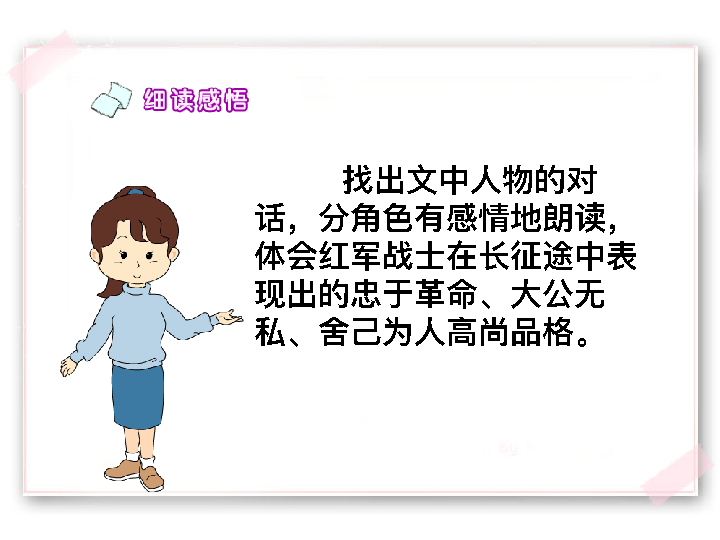 细读感悟
找出文中人物的对
话，分角色有感情地朗读，
体会红军战士在长征途中表
现出的忠于革命、大公无
私、舍己为人高尚品格。